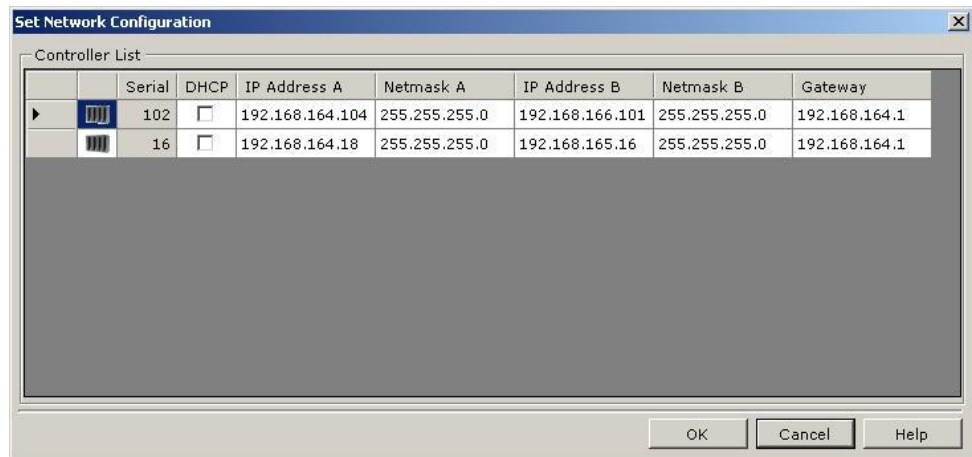 Set Network Configuration
Controller List
Serial DHCP IP Address A Netmask A IP Address B Netmask B Gateway
102 192.168.164.104 255.255.255.0 192.168.166.101 255.255.255.0 192.168.164.1
16 192.168.164.18 255.255.255.0 192.168.165.16 255.255.255.0 192.168.164.1
OK Cancel Help